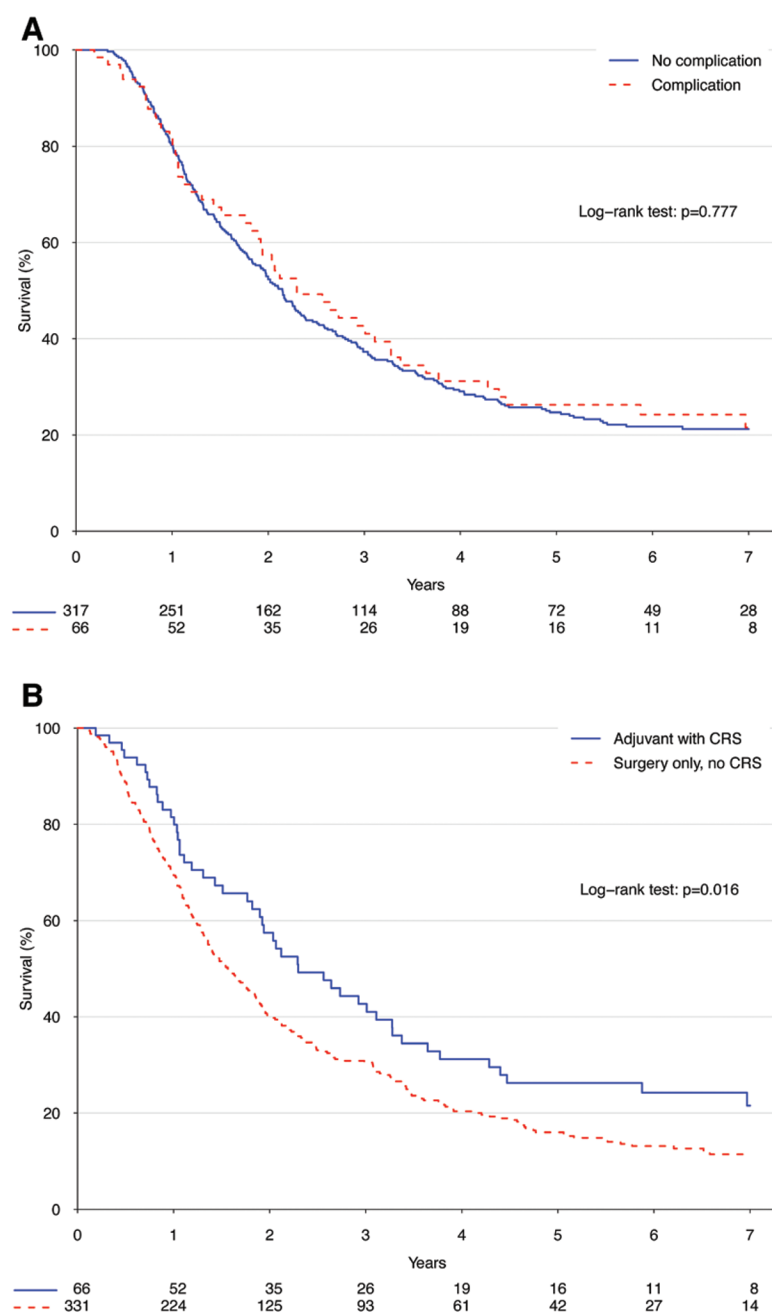 A
100
80
60
40
20
0
Survival (%)
No complication
Complication
Log–rank test: p=0.777
0 1 2 3 4 5 6 7
Years
317 251 162 114 88 72 49 28
66 52 35 26 19 16 11 8
B
100
80
60
40
20
0
Survival (%)
Adjuvant with CRS
Surgery only, no CRS
Log–rank test: p=0.016
0 1 2 3 4 5 6 7
Years
66 52 35 26 19 16 11 8
331 224 125 93 61 42 27 14